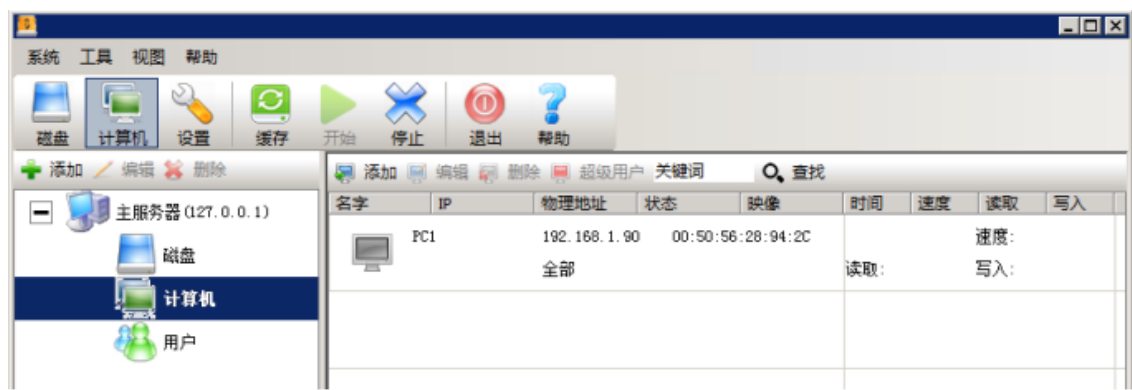 系统 工具 视图 帮助
磁盘 计算机 设置 缓存 开始 停止 退出 帮助
添加 编辑 删除
添加 编辑 删除 超级用户 关键词 查找
主服务器(127.0.0.1)
磁盘
计算机
用户
名字 IP 物理地址 状态 映像 时间 速度 读取 写入
PC1 192.168.1.90 00:50:56:28:94:2C 速度:
全部 读取: 写入: